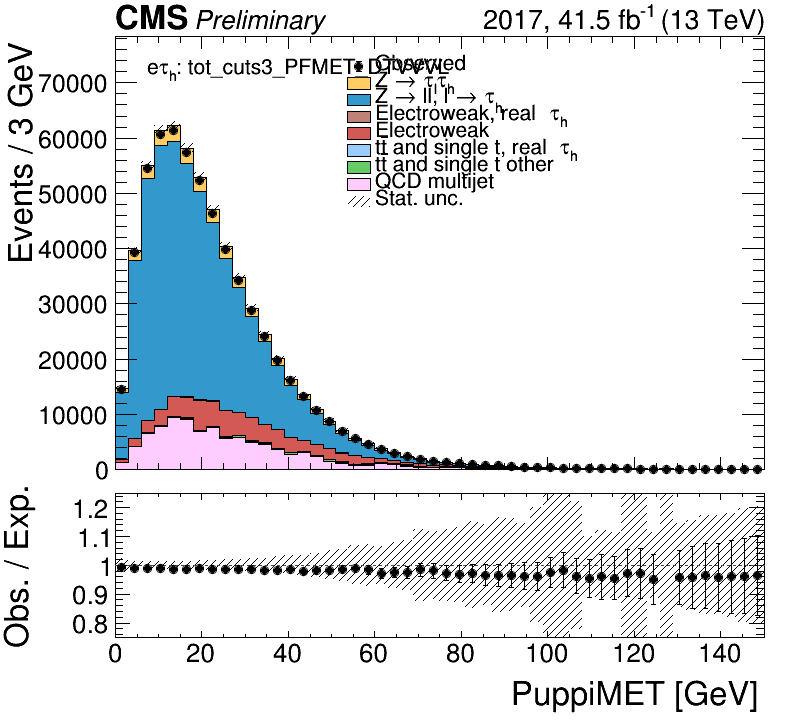 CMS Preliminary 2017, 41.5 fb⁻¹ (13 TeV)
Events / 3 GeV
eτₕ: tot_cuts3_PFMET
Observed
Z → ττₕ
Z → ll, l → τₕ
Electroweak, real τₕ
Electroweak
tt̄ and single t, real τₕ
tt̄ and single t other
QCD multijet
Stat. unc.
70000
60000
50000
40000
30000
20000
10000
0
Obs. / Exp.
1.2
1.1
1
0.9
0.8
0 20 40 60 80 100 120 140
PuppiMET [GeV]